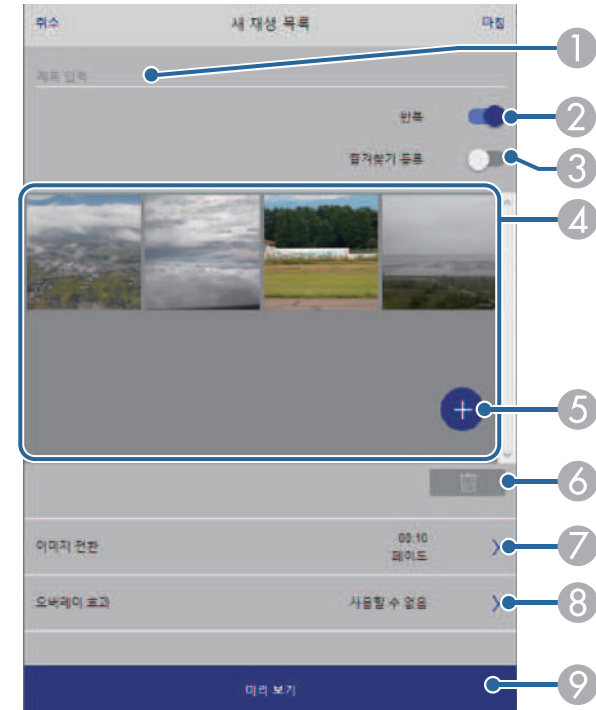 취소 새 재생 목록 마침
제목 입력
1
반복
2
즐겨찾기 등록
3
4
5
6
이미지 전환 00:10
페이드
7
오버레이 효과 사용할 수 없음
8
미리 보기
9